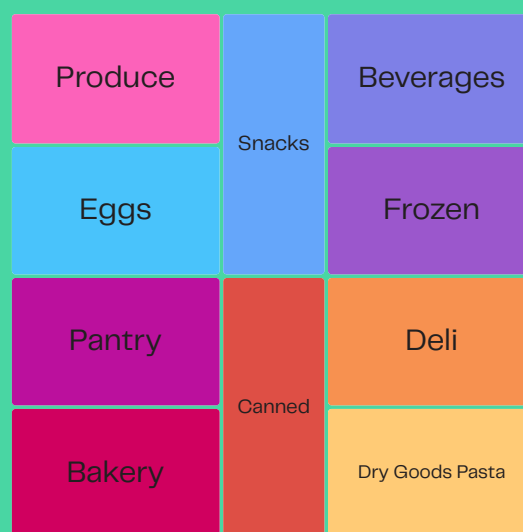 Produce
Snacks
Beverages
Eggs
Frozen
Pantry
Canned
Deli
Bakery
Dry Goods Pasta